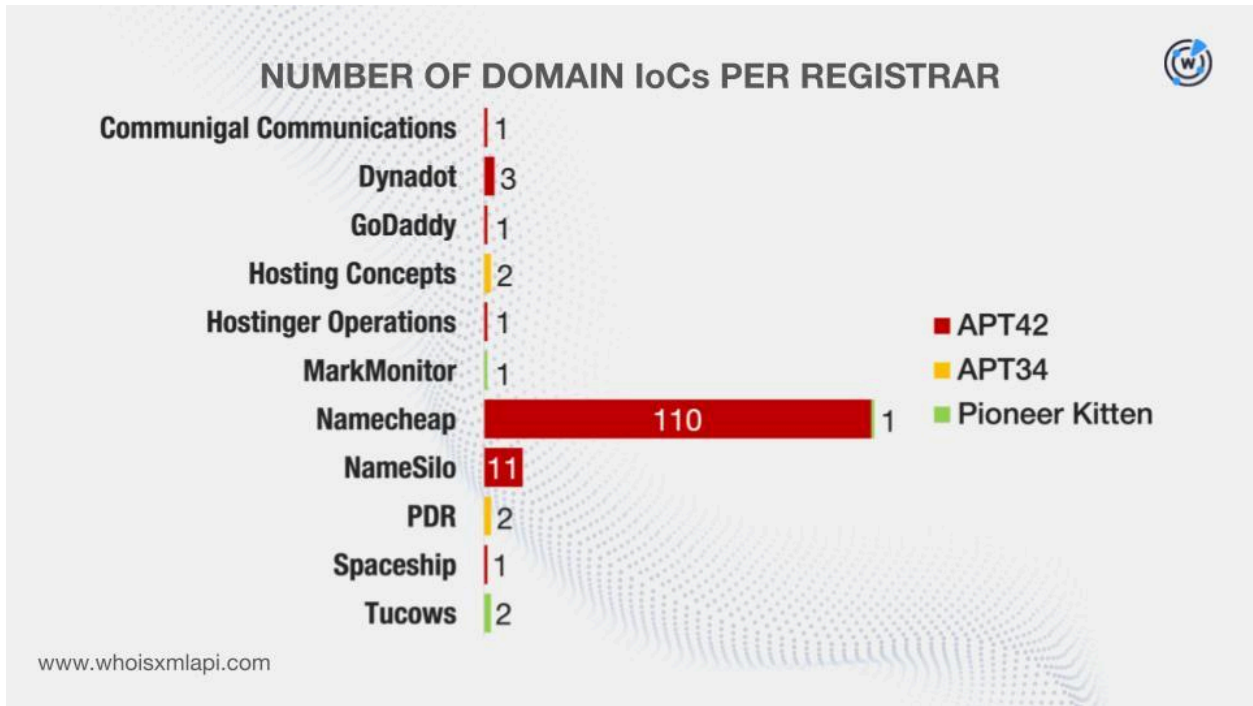 NUMBER OF DOMAIN IoCs PER REGISTRAR
Communigal Communications 1
Dynadot 3
GoDaddy 1
Hosting Concepts 2
Hostinger Operations 1
MarkMonitor 1
Namecheap 110 1
NameSilo 11
PDR 2
Spaceship 1
Tucows 2
APT42
APT34
Pioneer Kitten
www.whoisxmlapi.com
W